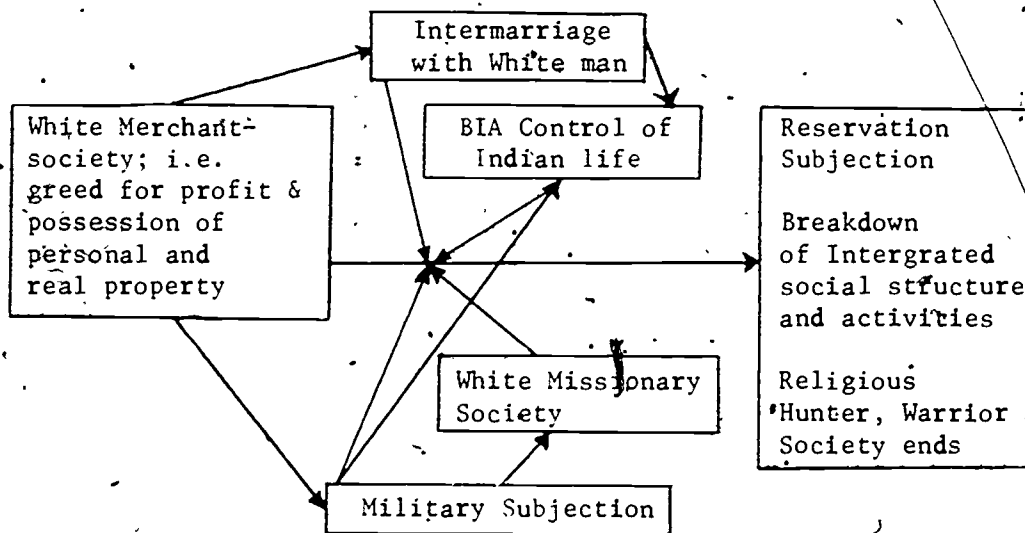 Intermarriage
with White man
White Merchant-
society; i.e.
greed for profit &
possession of
personal and
real property
BIA Control of
Indian life
Reservation
Subjection
Breakdown
of Intergrated
social structure
and activities
Religious
Hunter, Warrior
Society ends
White Missionary
Society
Military Subjection